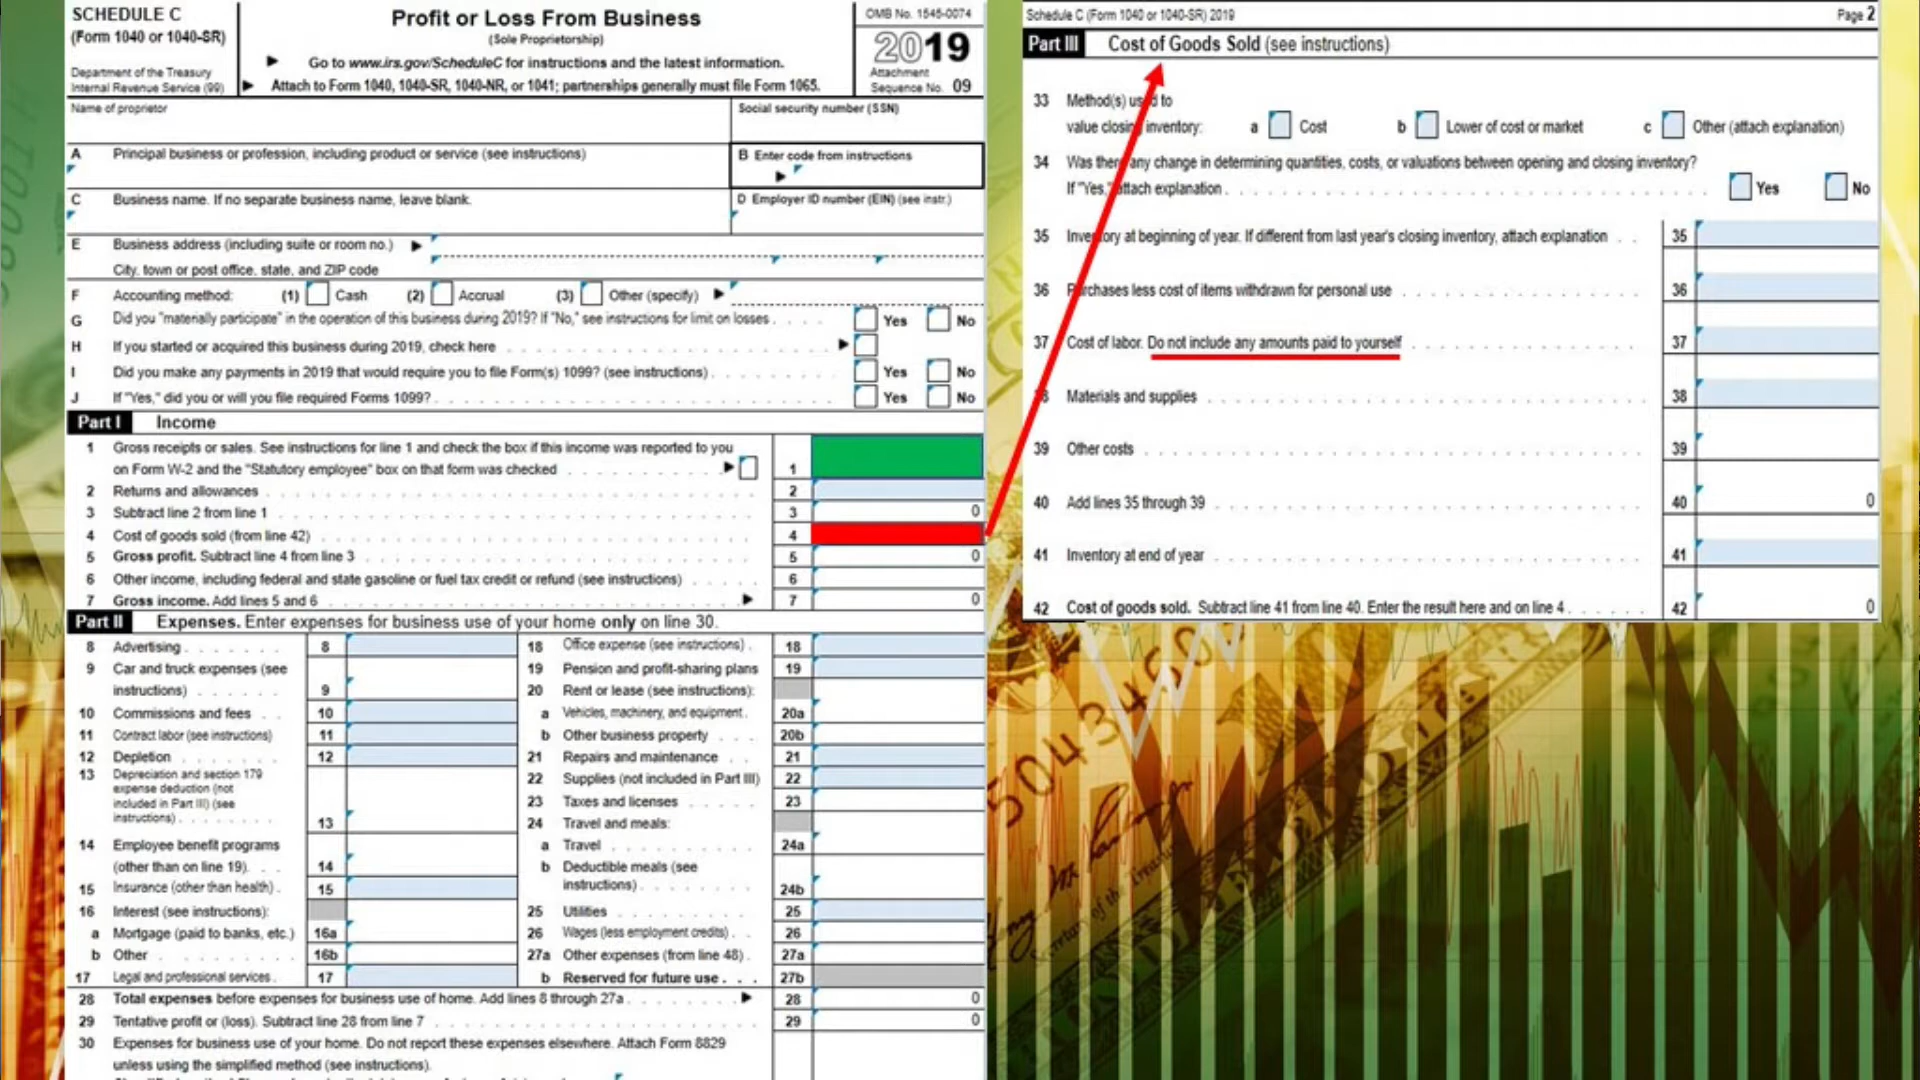 SCHEDULE C
(Form 1040 or 1040-SR)
Department of the Treasury
Internal Revenue Service (99)
Profit or Loss From Business
(Sole Proprietorship)
▶ Go to www.irs.gov/ScheduleC for instructions and the latest information.
▶ Attach to Form 1040, 1040-SR, 1040-NR, or 1041; partnerships generally must file Form 1065.
OMB No. 1545-0074
2019
Attachment
Sequence No. 09
Name of proprietor
Social security number (SSN)
A Principal business or profession, including product or service (see instructions)
B Enter code from instructions
▶
C Business name. If no separate business name, leave blank.
D Employer ID number (EIN) (see instr.)
E Business address (including suite or room no.) ▶
City, town or post office, state, and ZIP code
F Accounting method: (1) Cash (2) Accrual (3) Other (specify) ▶
G Did you "materially participate" in the operation of this business during 2019? If "No," see instructions for limit on losses Yes No
H If you started or acquired this business during 2019, check here ▶
I Did you make any payments in 2019 that would require you to file Form(s) 1099? (see instructions) Yes No
J If "Yes," did you or will you file required Forms 1099? Yes No
Part I Income
1 Gross receipts or sales. See instructions for line 1 and check the box if this income was reported to you
on Form W-2 and the "Statutory employee" box on that form was checked ▶ 1
2 Returns and allowances 2
3 Subtract line 2 from line 1 3 0
4 Cost of goods sold (from line 42) 4
5 Gross profit. Subtract line 4 from line 3 5 0
6 Other income, including federal and state gasoline or fuel tax credit or refund (see instructions) 6
7 Gross income. Add lines 5 and 6 ▶ 7 0
Part II Expenses. Enter expenses for business use of your home only on line 30.
8 Advertising 8
9 Car and truck expenses (see
instructions) 9
10 Commissions and fees 10
11 Contract labor (see instructions) 11
12 Depletion 12
13 Depreciation and section 179
expense deduction (not
included in Part III) (see
instructions) 13
14 Employee benefit programs
(other than on line 19) 14
15 Insurance (other than health) 15
16 Interest (see instructions):
a Mortgage (paid to banks, etc.) 16a
b Other 16b
17 Legal and professional services 17
18 Office expense (see instructions) 18
19 Pension and profit-sharing plans 19
20 Rent or lease (see instructions):
a Vehicles, machinery, and equipment 20a
b Other business property 20b
21 Repairs and maintenance 21
22 Supplies (not included in Part III) 22
23 Taxes and licenses 23
24 Travel and meals:
a Travel 24a
b Deductible meals (see
instructions) 24b
25 Utilities 25
26 Wages (less employment credits) 26
27a Other expenses (from line 48) 27a
b Reserved for future use 27b
28 Total expenses before expenses for business use of home. Add lines 8 through 27a ▶ 28 0
29 Tentative profit or (loss). Subtract line 28 from line 7 29 0
30 Expenses for business use of your home. Do not report these expenses elsewhere. Attach Form 8829
unless using the simplified method (see instructions).
Schedule C (Form 1040 or 1040-SR) 2019 Page 2
Part III Cost of Goods Sold (see instructions)
33 Method(s) used to
value closing inventory: a Cost b Lower of cost or market c Other (attach explanation)
34 Was there any change in determining quantities, costs, or valuations between opening and closing inventory?
If "Yes," attach explanation Yes No
35 Inventory at beginning of year. If different from last year's closing inventory, attach explanation 35
36 Purchases less cost of items withdrawn for personal use 36
37 Cost of labor. Do not include any amounts paid to yourself 37
38 Materials and supplies 38
39 Other costs 39
40 Add lines 35 through 39 40 0
41 Inventory at end of year 41
42 Cost of goods sold. Subtract line 41 from line 40. Enter the result here and on line 4 42 0